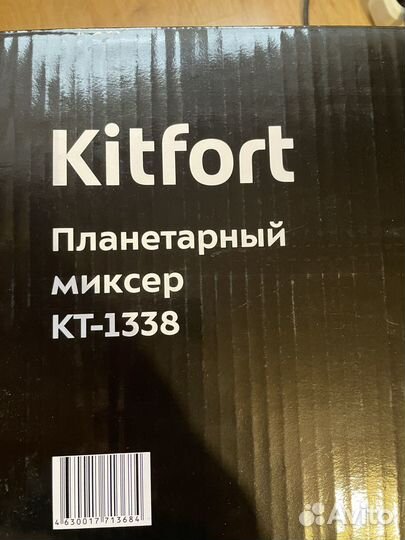 Kitfort
Планетарный
миксер
КТ-1338
4 630017 713684
Avito